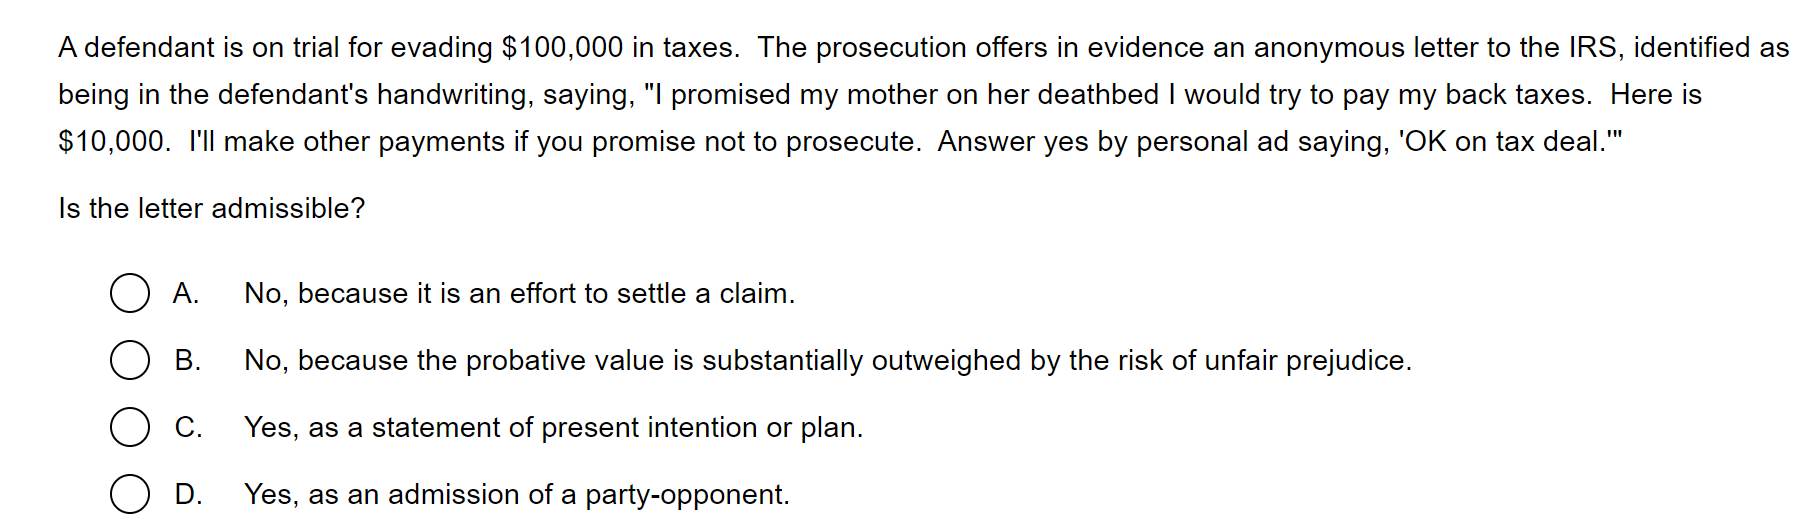 A defendant is on trial for evading $100,000 in taxes.  The prosecution offers in evidence an anonymous letter to the IRS, identified as
being in the defendant's handwriting, saying, "I promised my mother on her deathbed I would try to pay my back taxes.  Here is
$10,000.  I'll make other payments if you promise not to prosecute.  Answer yes by personal ad saying, 'OK on tax deal.'"
Is the letter admissible?
A. No, because it is an effort to settle a claim.
B. No, because the probative value is substantially outweighed by the risk of unfair prejudice.
C. Yes, as a statement of present intention or plan.
D. Yes, as an admission of a party-opponent.